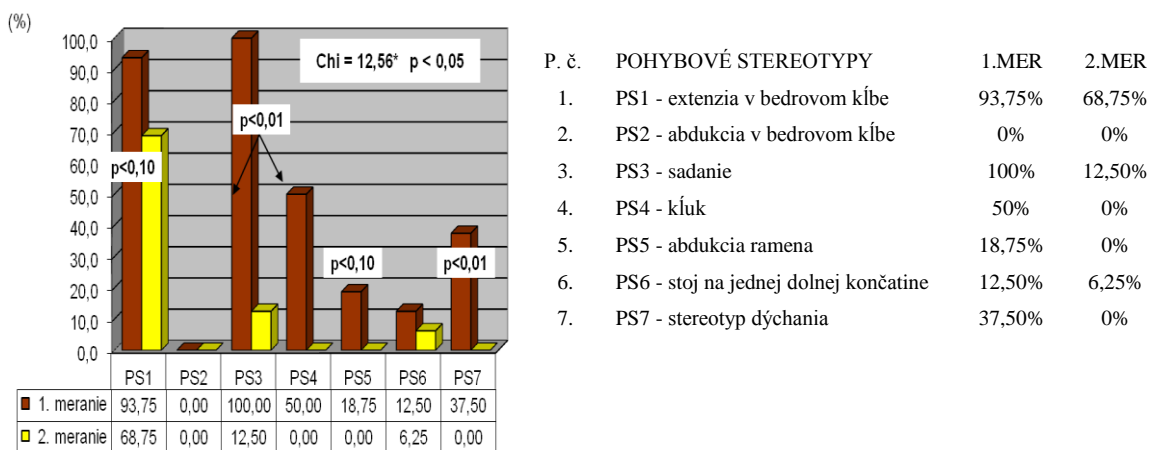 (%)
100,0
90,0
80,0
70,0
60,0
50,0
40,0
30,0
20,0
10,0
0,0
Chi = 12,56* p < 0,05
p<0,01
p<0,10
p<0,10
p<0,01
PS1 PS2 PS3 PS4 PS5 PS6 PS7
1. meranie 93,75 0,00 100,00 50,00 18,75 12,50 37,50
2. meranie 68,75 0,00 12,50 0,00 0,00 6,25 0,00
P. č. POHYBOVÉ STEREOTYPY 1.MER 2.MER
1. PS1 - extenzia v bedrovom kĺbe 93,75% 68,75%
2. PS2 - abdukcia v bedrovom kĺbe 0% 0%
3. PS3 - sadanie 100% 12,50%
4. PS4 - kĺuk 50% 0%
5. PS5 - abdukcia ramena 18,75% 0%
6. PS6 - stoj na jednej dolnej končatine 12,50% 6,25%
7. PS7 - stereotyp dýchania 37,50% 0%